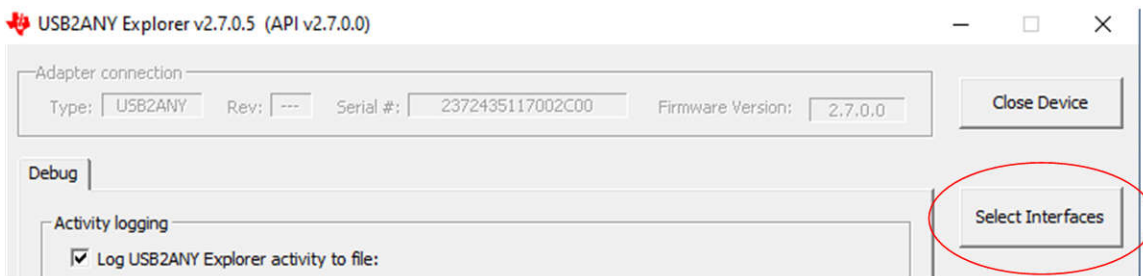 USB2ANY Explorer v2.7.0.5 (API v2.7.0.0)
Adapter connection
Type: USB2ANY Rev: --- Serial #: 2372435117002C00 Firmware Version: 2.7.0.0
Close Device
Debug
Select Interfaces
Activity logging
Log USB2ANY Explorer activity to file: